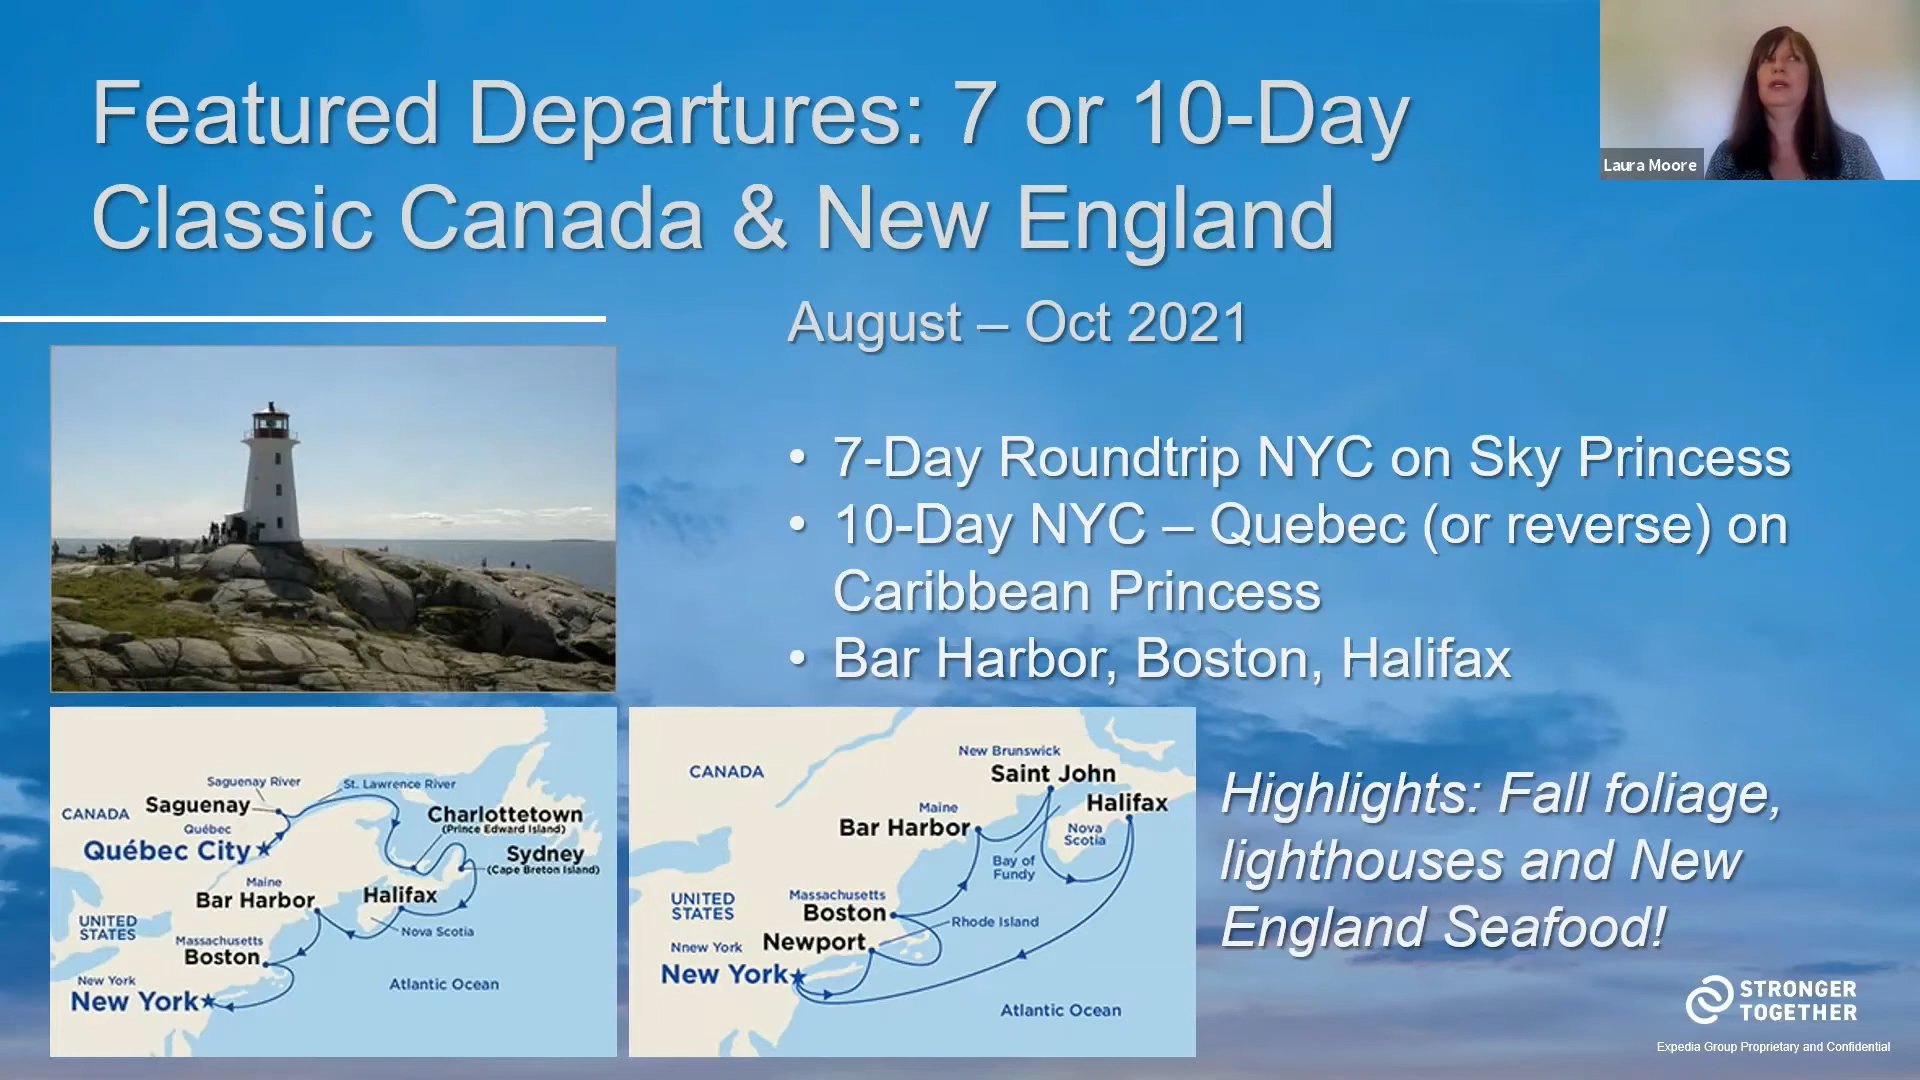 Featured Departures: 7 or 10-Day
Classic Canada & New England
Laura Moore
August – Oct 2021
• 7-Day Roundtrip NYC on Sky Princess
• 10-Day NYC – Quebec (or reverse) on
Caribbean Princess
• Bar Harbor, Boston, Halifax
Saguenay River
St. Lawrence River
CANADA
Saguenay
Charlottetown
(Prince Edward Island)
Québec
Québec City
Sydney
(Cape Breton Island)
Maine
Bar Harbor
Halifax
UNITED
STATES
Nova Scotia
Massachusetts
Boston
New York
New York
Atlantic Ocean
CANADA
New Brunswick
Saint John
Halifax
Maine
Bar Harbor
Nova
Scotia
Bay of
Fundy
UNITED
STATES
Massachusetts
Boston
Rhode Island
Newport
Nnew York
New York
Atlantic Ocean
Highlights: Fall foliage,
lighthouses and New
England Seafood!
STRONGER
TOGETHER
Expedia Group Proprietary and Confidential